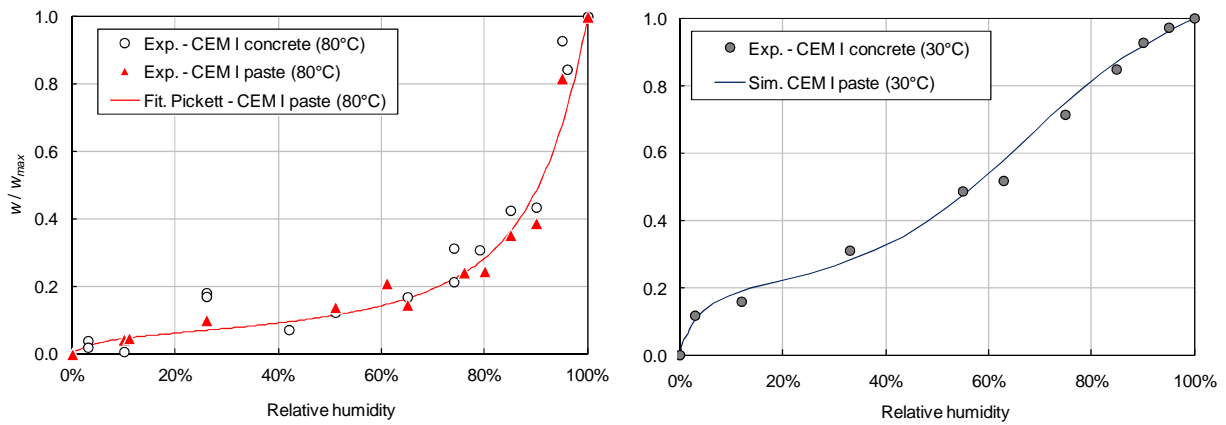 1.0
Exp. - CEM I concrete (80°C)
Exp. - CEM I paste (80°C)
Fit. Pickett - CEM I paste (80°C)
0.8
0.6
0.4
0.2
0.0
w / wmax
0% 20% 40% 60% 80% 100%
Relative humidity
1.0
Exp. - CEM I concrete (30°C)
Sim. CEM I paste (30°C)
0.8
0.6
0.4
0.2
0.0
0% 20% 40% 60% 80% 100%
Relative humidity